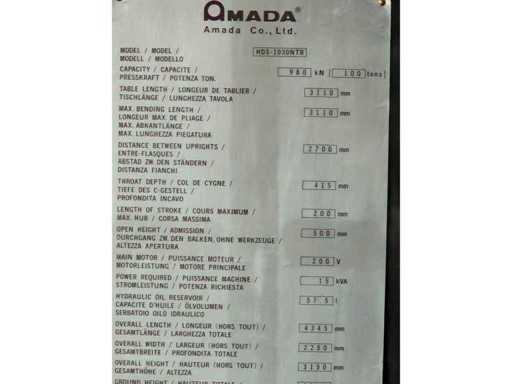 AMADA®
Amada Co., Ltd.
MODEL / MODEL / HDS-1030NTR
MODELL / MODELLO
CAPACITY / CAPACITE / 980 kN [ 100 tons]
PRESSKRAFT / POTENZA TON.
TABLE LENGTH / LONGEUR DE TABLIER / 3110 mm
TISCHLÄNGE / LUNGHEZZA TAVOLA
MAX. BENDING LENGTH / 3110 mm
LONGEUR MAX. DE PLIAGE /
MAX. ABKANTLÄNGE /
MAX. LUNGHEZZA PIEGATURA
DISTANCE BETWEEN UPRIGHTS / 2700 mm
ENTRE-FLASQUES /
ABSTAD ZW. DEN STÄNDERN /
DISTANZA FIANCHI
THROAT DEPTH / COL DE CYGNE / 415 mm
TIEFE DES C-GESTELL /
PROFONDITA INCAVO
LENGTH OF STROKE / COURS MAXIMUM / 200 mm
MAX. HUB / CORSA MASSIMA
OPEN HEIGHT / ADMISSION / 500 mm
DURCHGANG ZW. DEN BALKEN, OHNE WERKZEUGE /
ALTEZZA APERTURA
MAIN MOTOR / PUISSANCE MOTEUR / 200 V
MOTORLEISTUNG / MOTORE PRINCIPALE
POWER REQUIRED / PUISSANCE MACHINE / kVA
STROMLEISTUNG / POTENZA RICHIESTA
HYDRAULIC OIL RESERVOIR / l
CAPACITE D'HUILE / ÖLVOLUMEN /
SERBATOIO OLIO IDRAULICO
OVERALL LENGTH / LONGUEUR (HORS TOUT) / 4245 mm
GESAMTLÄNGE / LARGHEZZA TOTALE
OVERALL WIDTH / LARGEUR (HORS TOUT) / mm
GESAMTBREITE / PROFONDITA TOTALE
OVERALL HEIGHT / HAUTEUR (HORS TOUT) / mm
GESAMTHÖHE / ALTEZZA
GROUND HEIGHT / HAUTEUR TOTALE